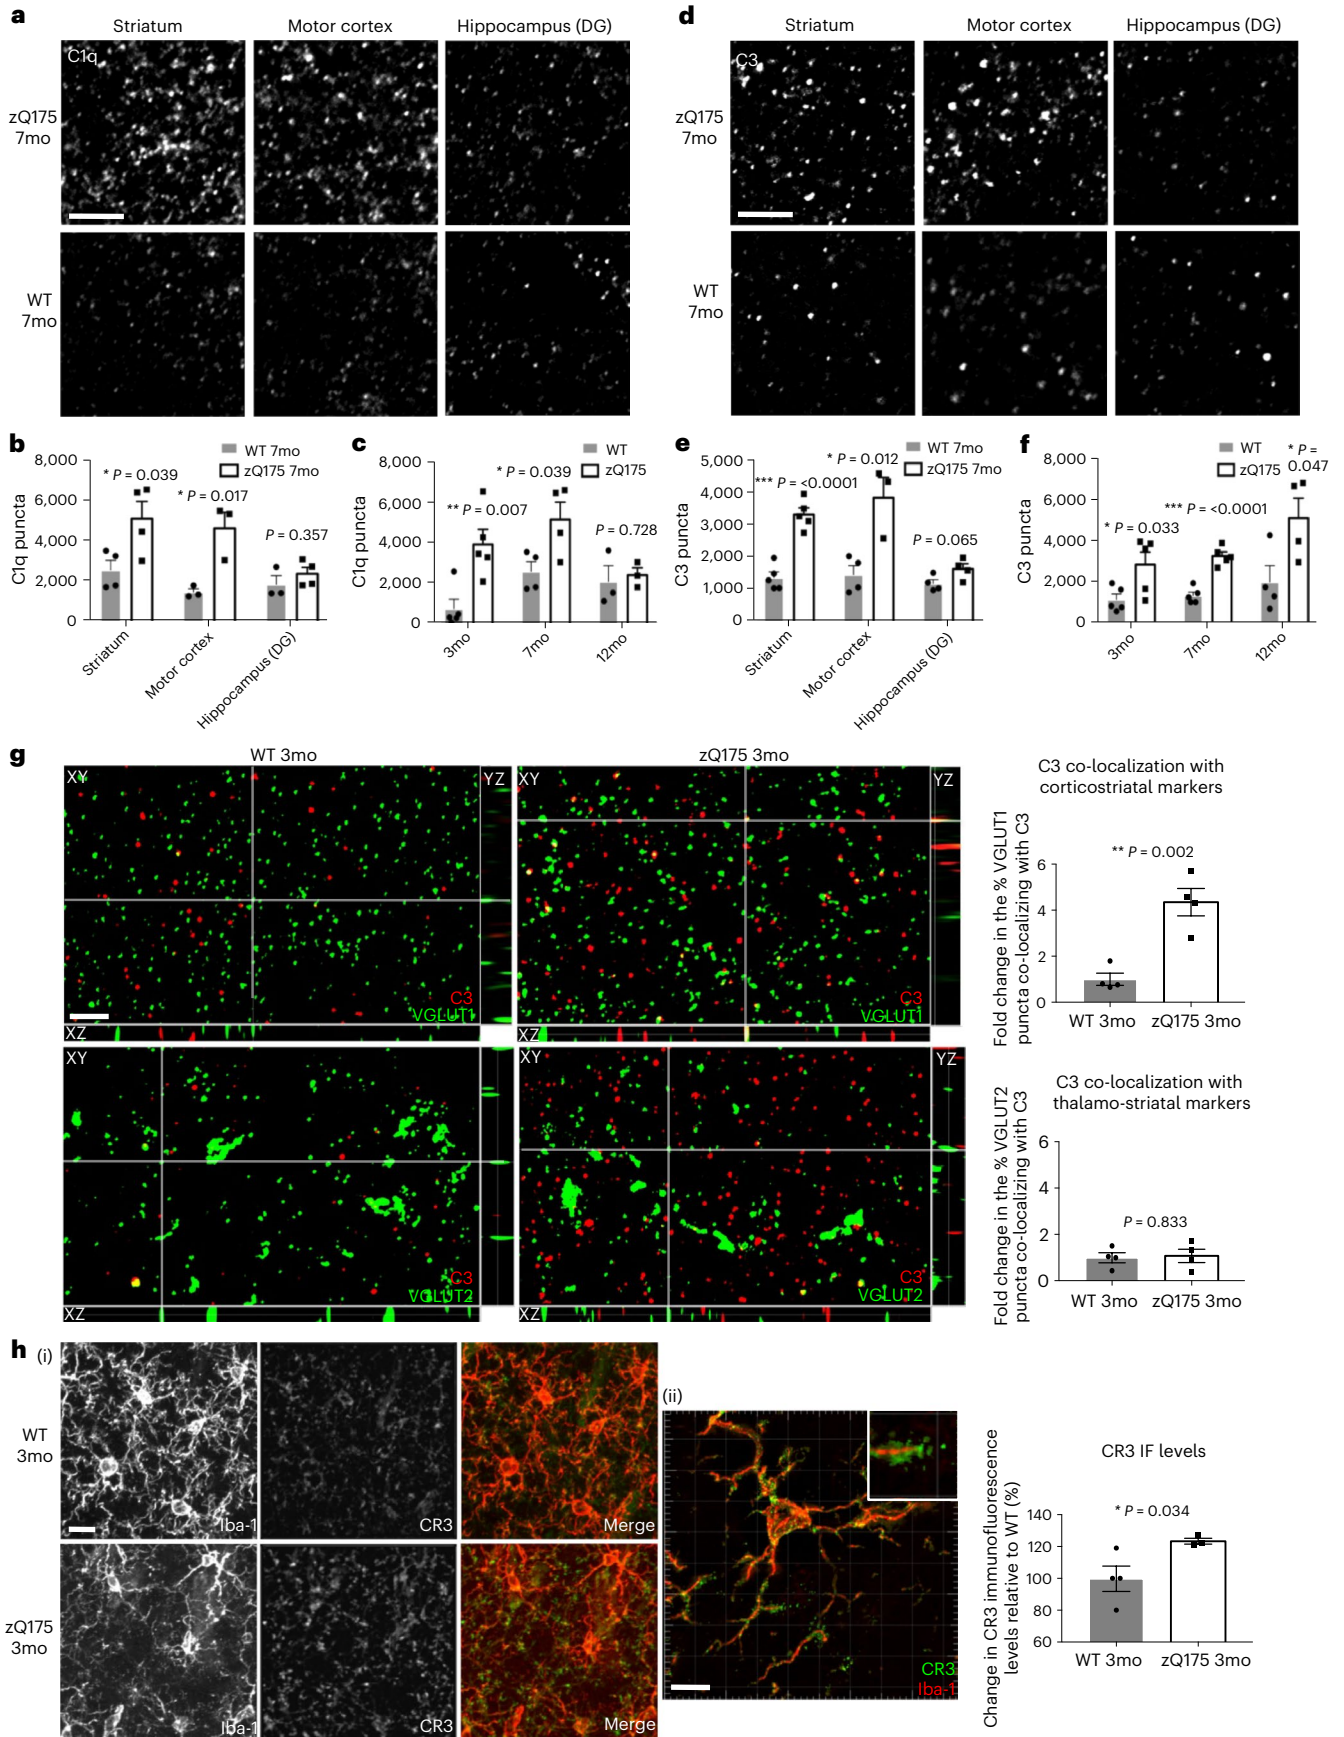 a
Striatum
Motor cortex
Hippocampus (DG)
C1q
zQ175
7mo
WT
7mo
d
Striatum
Motor cortex
Hippocampus (DG)
C3
zQ175
7mo
WT
7mo
b
C1q puncta
8,000
6,000
4,000
2,000
0
WT 7mo
zQ175 7mo
* P = 0.039
* P = 0.017
P = 0.357
Striatum
Motor cortex
Hippocampus (DG)
c
C1q puncta
8,000
6,000
4,000
2,000
0
WT
zQ175
** P = 0.007
* P = 0.039
P = 0.728
3mo
7mo
12mo
e
C3 puncta
5,000
4,000
3,000
2,000
1,000
0
WT 7mo
zQ175 7mo
*** P = <0.0001
* P = 0.012
P = 0.065
Striatum
Motor cortex
Hippocampus (DG)
f
C3 puncta
8,000
6,000
4,000
2,000
0
WT
zQ175
* P = 0.033
*** P = <0.0001
* P =
0.047
3mo
7mo
12mo
g
WT 3mo
zQ175 3mo
XY
YZ
XZ
C3
VGLUT1
XY
YZ
XZ
C3
VGLUT1
C3 co-localization with
corticostriatal markers
Fold change in the % VGLUT1
puncta co-localizing with C3
6
4
2
0
** P = 0.002
WT 3mo
zQ175 3mo
XY
XZ
C3
VGLUT2
XY
YZ
XZ
C3
VGLUT2
C3 co-localization with
thalamo-striatal markers
Fold change in the % VGLUT2
puncta co-localizing with C3
6
4
2
0
P = 0.833
WT 3mo
zQ175 3mo
h
(i)
WT
3mo
Iba-1
CR3
Merge
zQ175
3mo
Iba-1
CR3
Merge
(ii)
CR3
Iba-1
CR3 IF levels
Change in CR3 immunofluorescence
levels relative to WT (%)
140
120
100
80
60
* P = 0.034
WT 3mo
zQ175 3mo